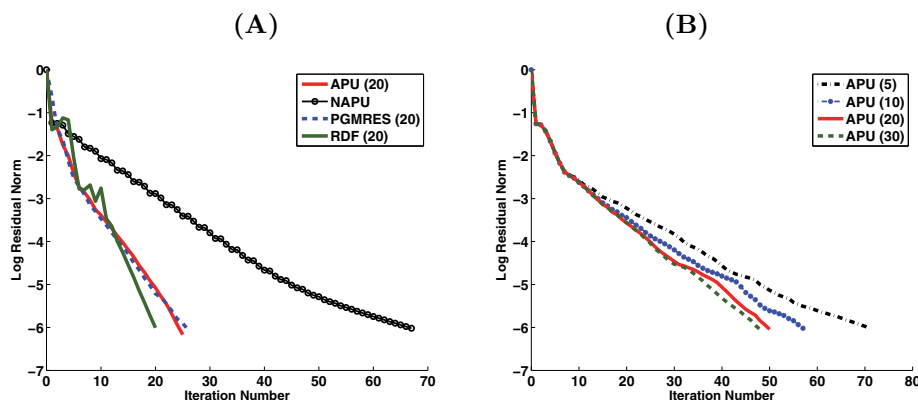 (A)
(B)
0
−1
−2
−3
−4
−5
−6
−7
Log Residual Norm
0 10 20 30 40 50 60 70
Iteration Number
APU (20)
NAPU
PGMRES (20)
RDF (20)
0
−1
−2
−3
−4
−5
−6
−7
Log Residual Norm
0 10 20 30 40 50 60 70 80
Iteration Number
APU (5)
APU (10)
APU (20)
APU (30)